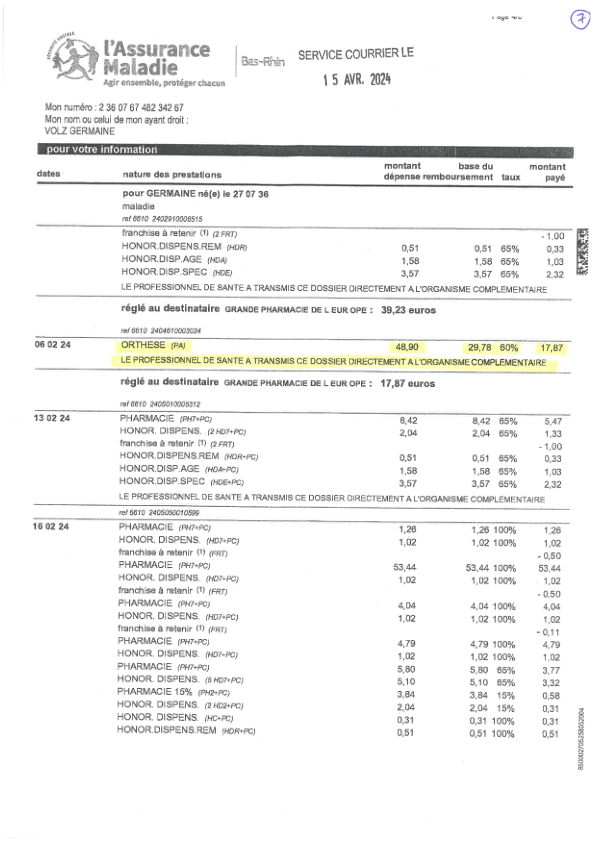 7
Page 4/6
SÉCURITÉ SOCIALE
l'Assurance
Maladie
Agir ensemble, protéger chacun
Bas-Rhin
SERVICE COURRIER LE
15 AVR. 2024
Mon numéro : 2 36 07 67 482 342 67
Mon nom ou celui de mon ayant droit :
VOLZ GERMAINE
pour votre information
dates nature des prestations montant dépense base du remboursement taux montant payé
pour GERMAINE né(e) le 27 07 36
maladie
ref 6610 2402910006515
franchise à retenir (1) (2 FRT) - 1,00
HONOR.DISPENS.REM (HDR) 0,51 0,51 65% 0,33
HONOR.DISP.AGE (HDA) 1,58 1,58 65% 1,03
HONOR.DISP.SPEC (HDE) 3,57 3,57 65% 2,32
LE PROFESSIONNEL DE SANTE A TRANSMIS CE DOSSIER DIRECTEMENT A L'ORGANISME COMPLEMENTAIRE
réglé au destinataire GRANDE PHARMACIE DE L EUR OPE : 39,23 euros
ref 6610 2404610003024
06 02 24 ORTHESE (PA) 48,90 29,78 60% 17,87
LE PROFESSIONNEL DE SANTE A TRANSMIS CE DOSSIER DIRECTEMENT A L'ORGANISME COMPLEMENTAIRE
réglé au destinataire GRANDE PHARMACIE DE L EUR OPE : 17,87 euros
ref 6610 2405010005312
13 02 24 PHARMACIE (PH7+PC) 8,42 8,42 65% 5,47
HONOR. DISPENS. (2 HD7+PC) 2,04 2,04 65% 1,33
franchise à retenir (1) (2 FRT) - 1,00
HONOR.DISPENS.REM (HDR+PC) 0,51 0,51 65% 0,33
HONOR.DISP.AGE (HDA+PC) 1,58 1,58 65% 1,03
HONOR.DISP.SPEC (HDE+PC) 3,57 3,57 65% 2,32
LE PROFESSIONNEL DE SANTE A TRANSMIS CE DOSSIER DIRECTEMENT A L'ORGANISME COMPLEMENTAIRE
ref 6610 2405050010599
16 02 24 PHARMACIE (PH7+PC) 1,26 1,26 100% 1,26
HONOR. DISPENS. (HD7+PC) 1,02 1,02 100% 1,02
franchise à retenir (1) (FRT) - 0,50
PHARMACIE (PH7+PC) 53,44 53,44 100% 53,44
HONOR. DISPENS. (HD7+PC) 1,02 1,02 100% 1,02
franchise à retenir (1) (FRT) - 0,50
PHARMACIE (PH7+PC) 4,04 4,04 100% 4,04
HONOR. DISPENS. (HD7+PC) 1,02 1,02 100% 1,02
franchise à retenir (1) (FRT) - 0,11
PHARMACIE (PH7+PC) 4,79 4,79 100% 4,79
HONOR. DISPENS. (HD7+PC) 1,02 1,02 100% 1,02
PHARMACIE (PH7+PC) 5,80 5,80 65% 3,77
HONOR. DISPENS. (5 HD7+PC) 5,10 5,10 65% 3,32
PHARMACIE 15% (PH2+PC) 3,84 3,84 15% 0,58
HONOR. DISPENS. (2 HD2+PC) 2,04 2,04 15% 0,31
HONOR. DISPENS. (HC+PC) 0,31 0,31 100% 0,31
HONOR.DISPENS.REM (HDR+PC) 0,51 0,51 100% 0,51